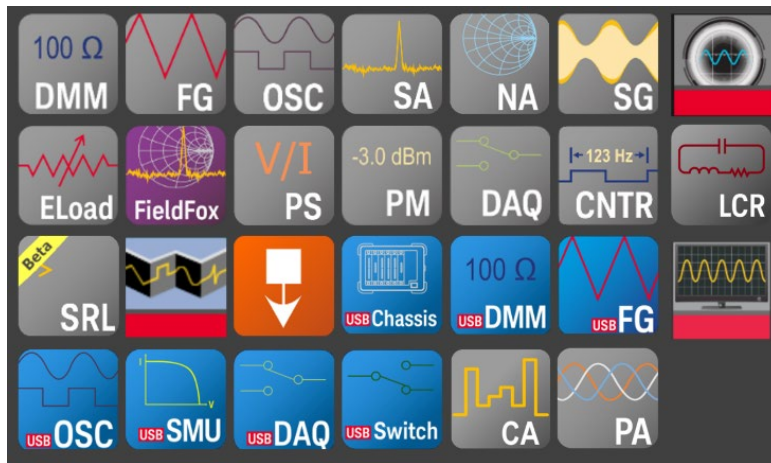 100 Ω
DMM
FG
OSC
SA
NA
SG
ELoad
FieldFox
V/I
PS
-3.0 dBm
PM
DAQ
123 Hz
CNTR
LCR
Beta
>
SRL
USB Chassis
100 Ω
USB DMM
USB FG
USB OSC
I
V
USB SMU
USB DAQ
USB Switch
CA
PA